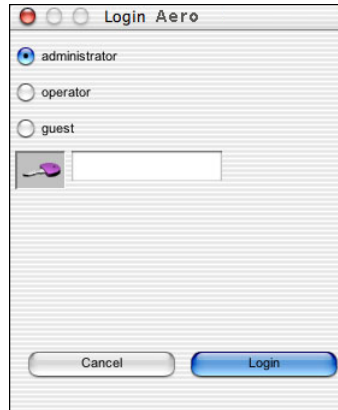 Login Aero
administrator
operator
guest
Cancel
Login